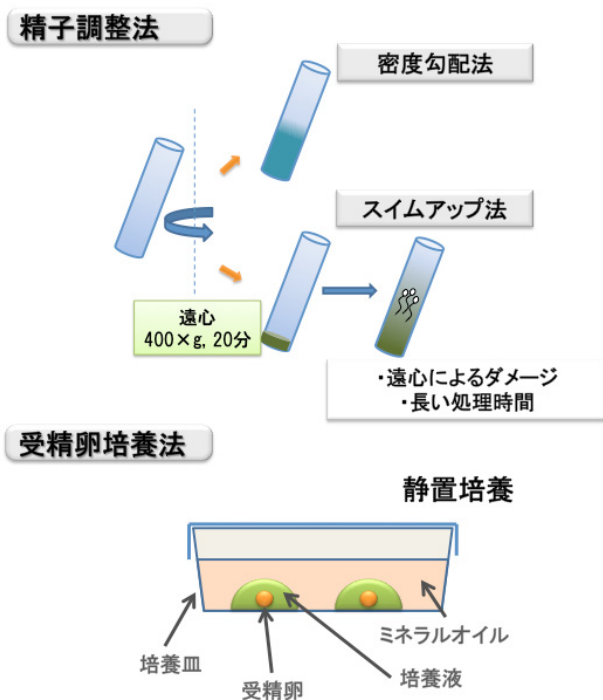 精子調整法
密度勾配法
スイムアップ法
遠心
400×g, 20分
・遠心によるダメージ
・長い処理時間
受精卵培養法
静置培養
ミネラルオイル
培養皿
培養液
受精卵